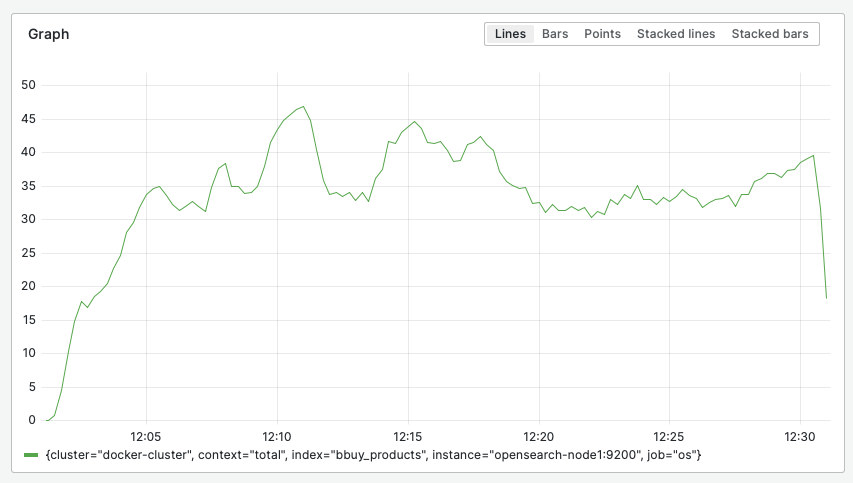 Graph
Lines Bars Points Stacked lines Stacked bars
50
45
40
35
30
25
20
15
10
5
0
12:05 12:10 12:15 12:20 12:25 12:30
{cluster="docker-cluster", context="total", index="bbuy_products", instance="opensearch-node1:9200", job="os"}